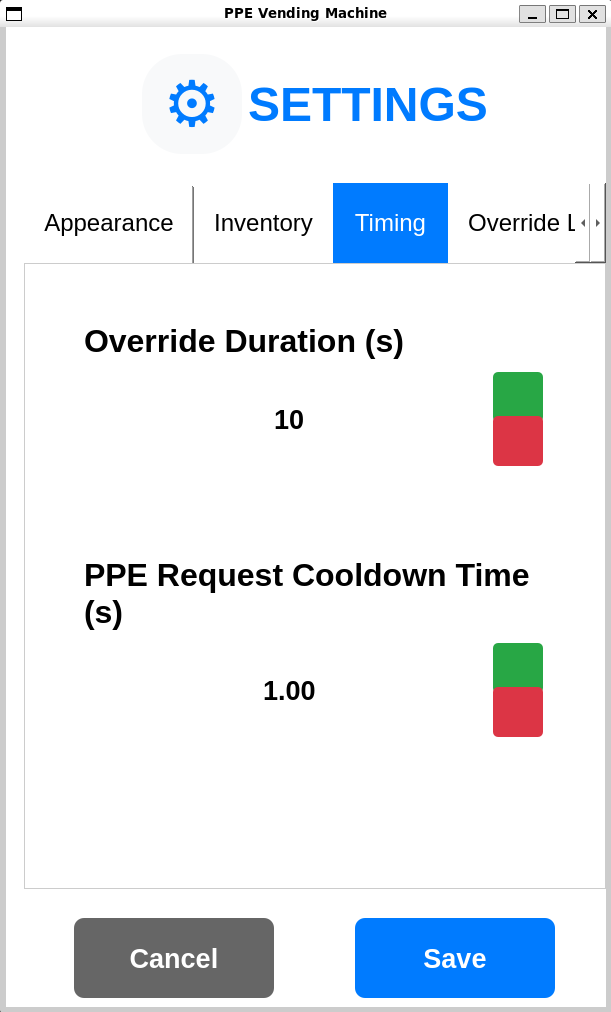 PPE Vending Machine
SETTINGS
Appearance
Inventory
Timing
Override
Override Duration (s)
10
PPE Request Cooldown Time
(s)
1.00
Cancel
Save